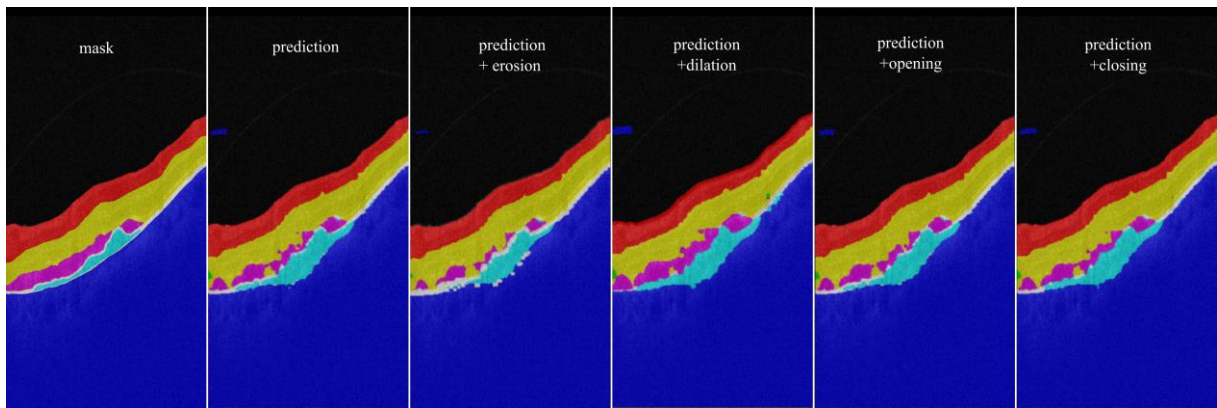 mask
prediction
prediction
+ erosion
prediction
+dilation
prediction
+opening
prediction
+closing